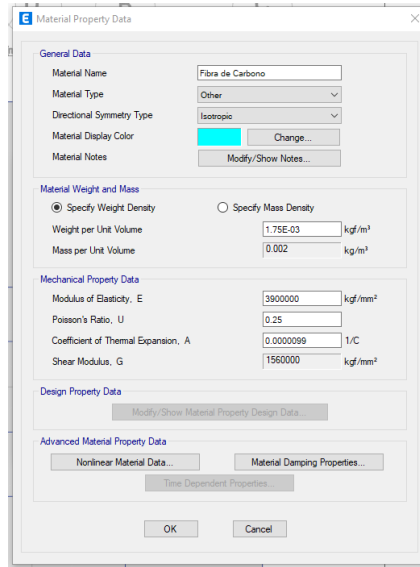 Material Property Data
General Data
Material Name Fibra de Carbono
Material Type Other
Directional Symmetry Type Isotropic
Material Display Color Change...
Material Notes Modify/Show Notes...
Material Weight and Mass
Specify Weight Density Specify Mass Density
Weight per Unit Volume 1.75E-03 kgf/m³
Mass per Unit Volume 0.002 kg/m³
Mechanical Property Data
Modulus of Elasticity, E 3900000 kgf/mm²
Poisson's Ratio, U 0.25
Coefficient of Thermal Expansion, A 0.0000099 1/C
Shear Modulus, G 1560000 kgf/mm²
Design Property Data
Modify/Show Material Property Design Data...
Advanced Material Property Data
Nonlinear Material Data... Material Damping Properties...
Time Dependent Properties...
OK Cancel